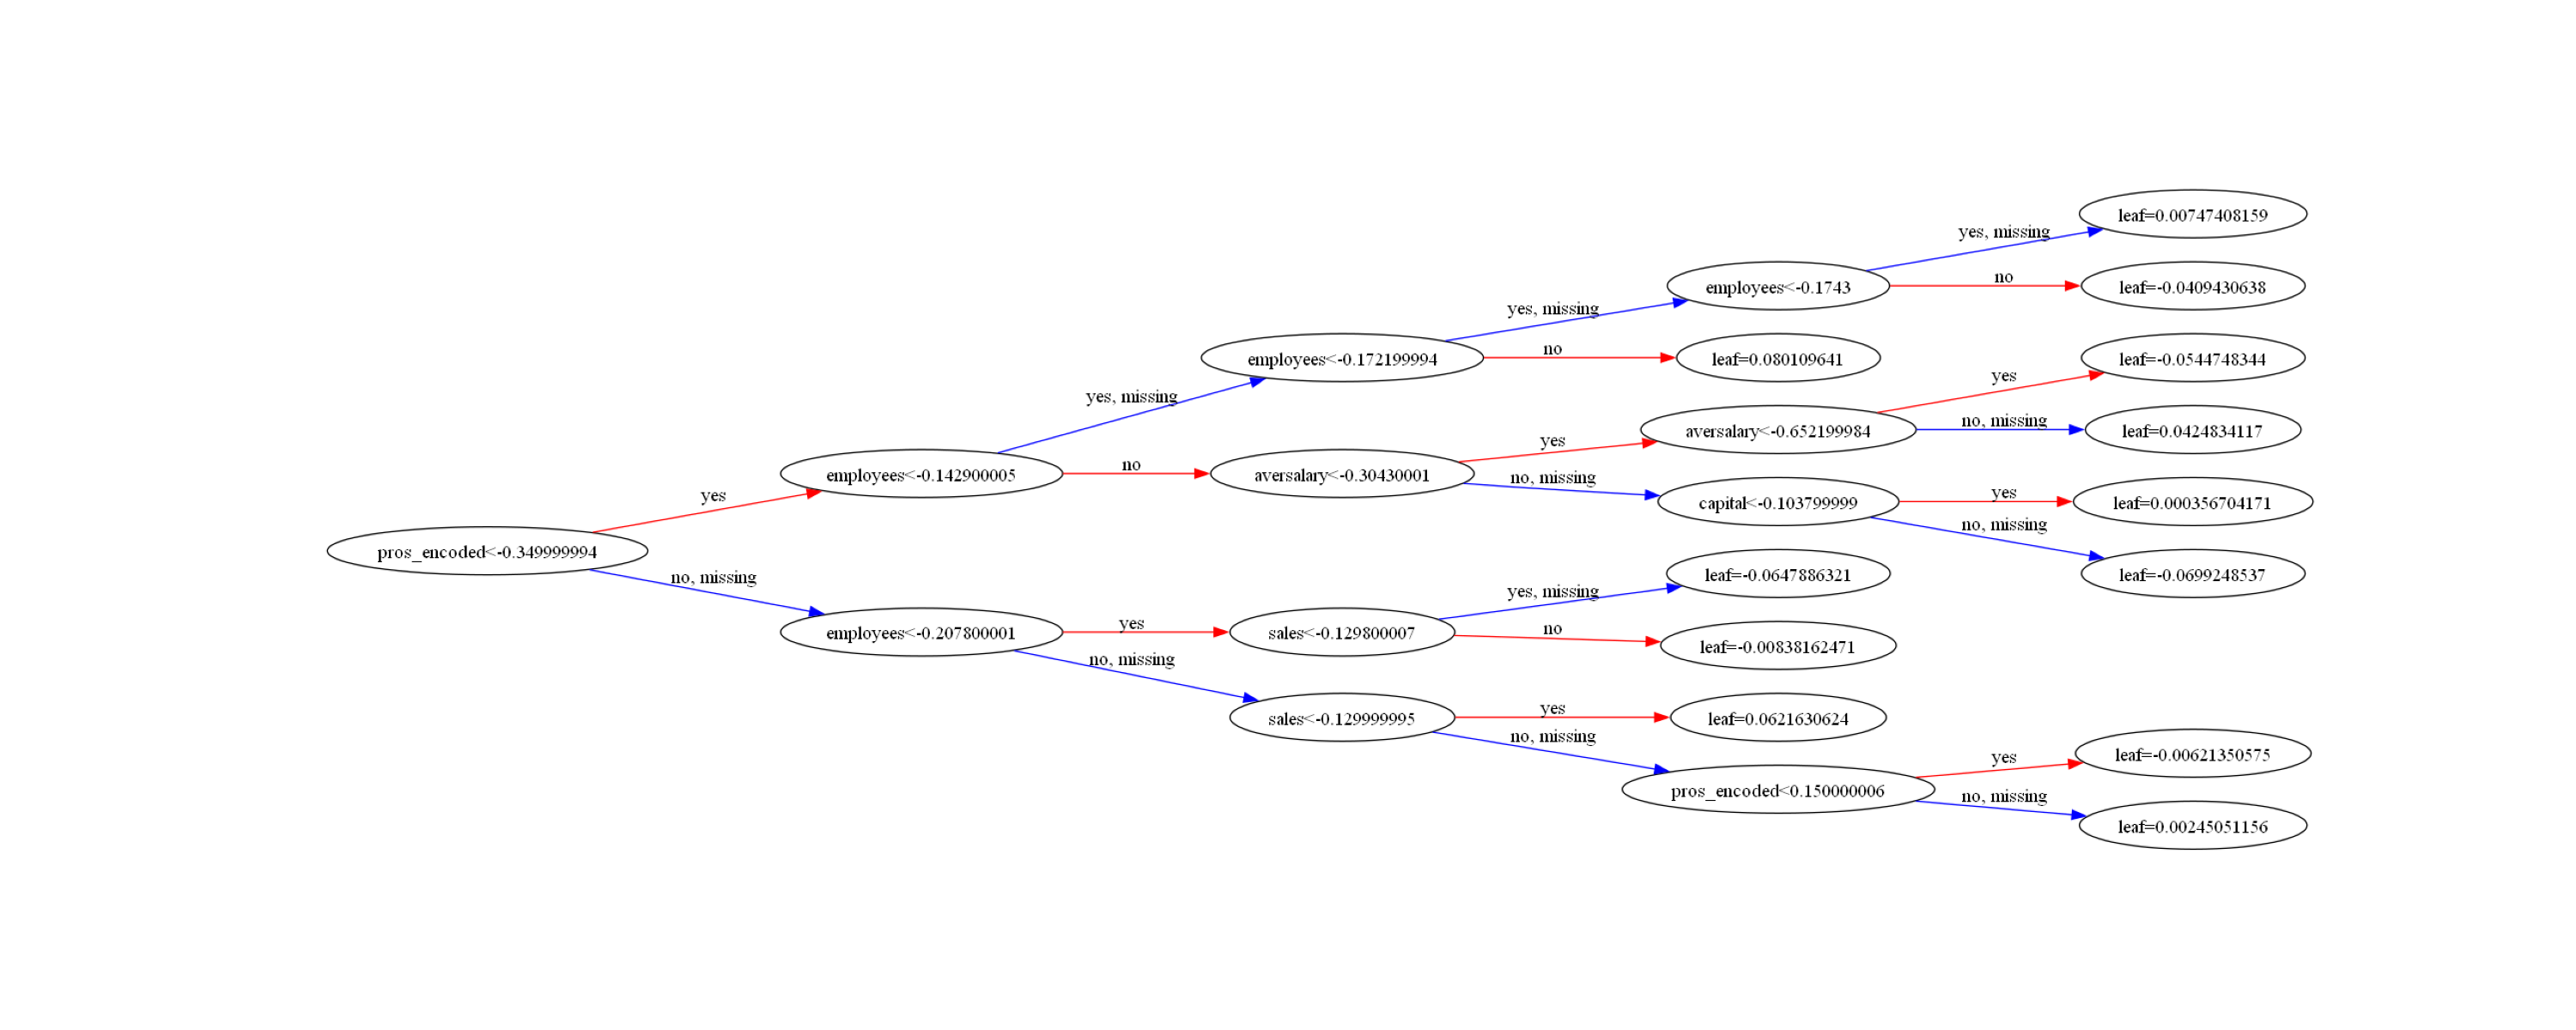 leaf=0.00747408159
yes, missing
employees<-0.1743
no
leaf=-0.0409430638
yes, missing
employees<-0.172199994
no
leaf=0.080109641
yes
leaf=-0.0544748344
yes, missing
yes
aversalary<-0.652199984
no, missing
leaf=0.0424834117
employees<-0.142900005
no
aversalary<-0.30430001
no, missing
yes
capital<-0.103799999
yes
leaf=0.000356704171
no, missing
pros_encoded<-0.349999994
leaf=-0.0647886321
leaf=-0.0699248537
no, missing
yes, missing
employees<-0.207800001
yes
sales<-0.129800007
no
leaf=-0.00838162471
no, missing
sales<-0.129999995
yes
leaf=0.0621630624
no, missing
yes
leaf=-0.00621350575
pros_encoded<0.150000006
no, missing
leaf=0.00245051156